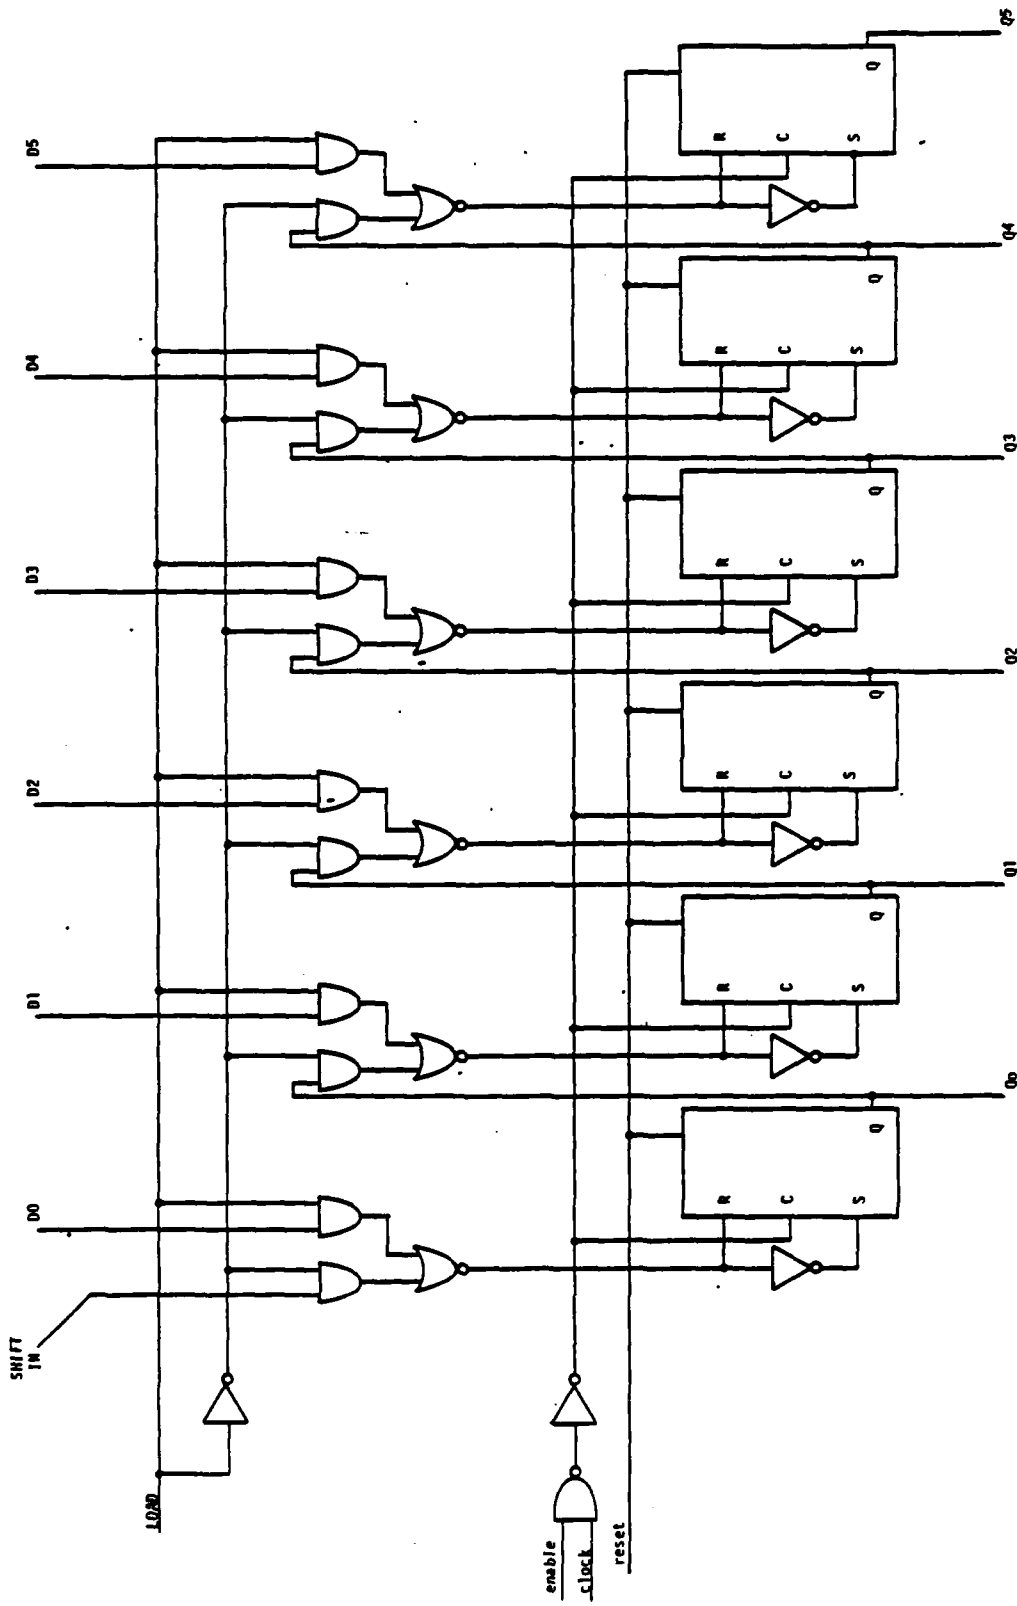 SHIFT
IN
D0
D1
D2
D3
D4
D5
LOAD
enable
clock
reset
R
C
S
Q
R
C
S
Q
R
C
S
Q
R
C
S
Q
R
C
S
Q
R
C
S
Q
Q0
Q1
Q2
Q3
Q4
Q5